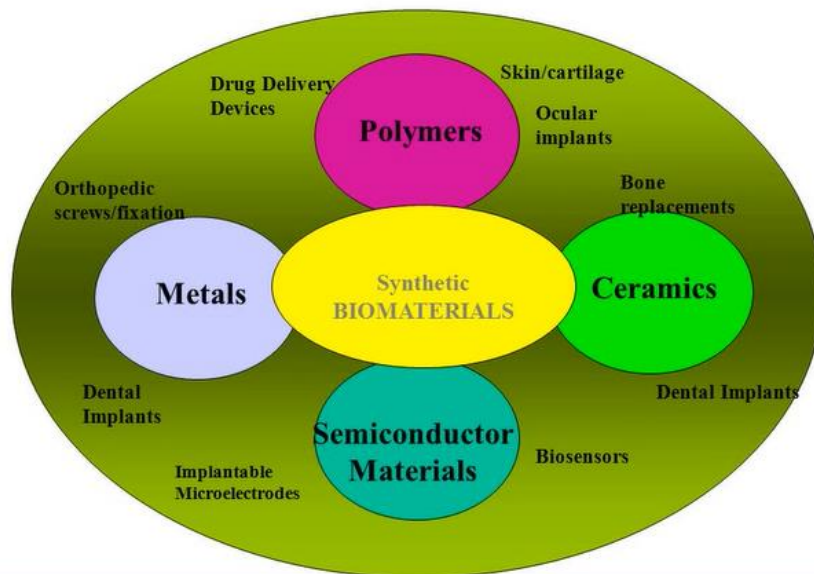 Drug Delivery
Devices
Skin/cartilage
Polymers
Ocular
implants
Orthopedic
screws/fixation
Bone
replacements
Metals
Synthetic
BIOMATERIALS
Ceramics
Dental
Implants
Dental Implants
Semiconductor
Materials
Implantable
Microelectrodes
Biosensors